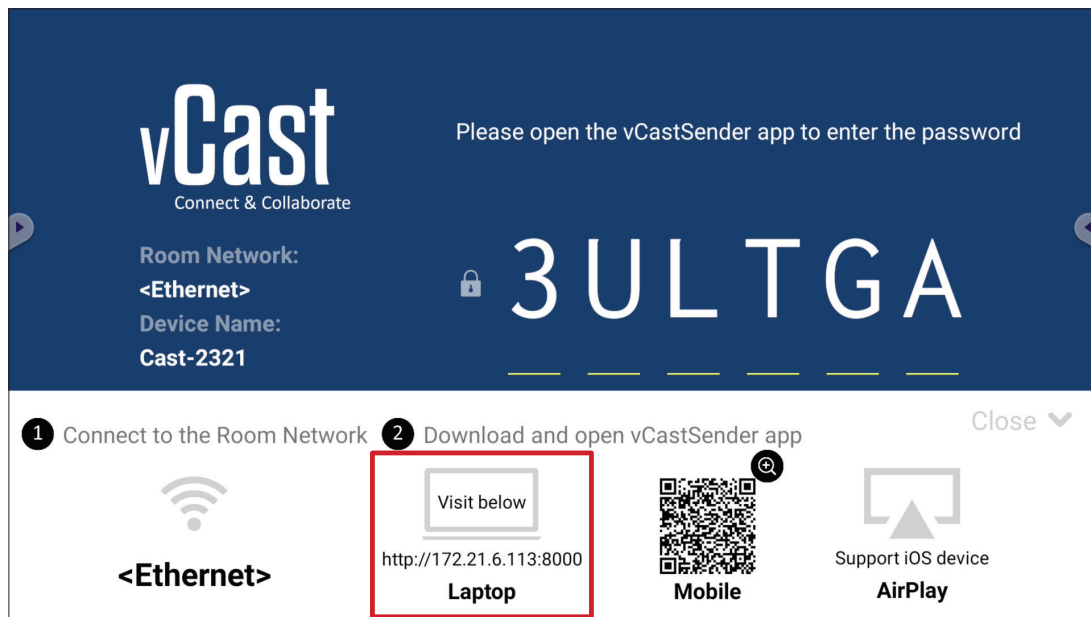 vCast
Connect & Collaborate
Please open the vCastSender app to enter the password
Room Network:
<Ethernet>
Device Name:
Cast-2321
3ULTGA
1 Connect to the Room Network
2 Download and open vCastSender app
Close
<Ethernet>
Visit below
http://172.21.6.113:8000
Laptop
Mobile
Support iOS device
AirPlay